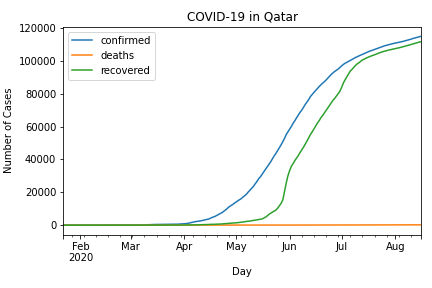 COVID-19 in Qatar
confirmed
deaths
recovered
120000
100000
80000
60000
40000
20000
0
Number of Cases
Feb Mar Apr May Jun Jul Aug
2020
Day